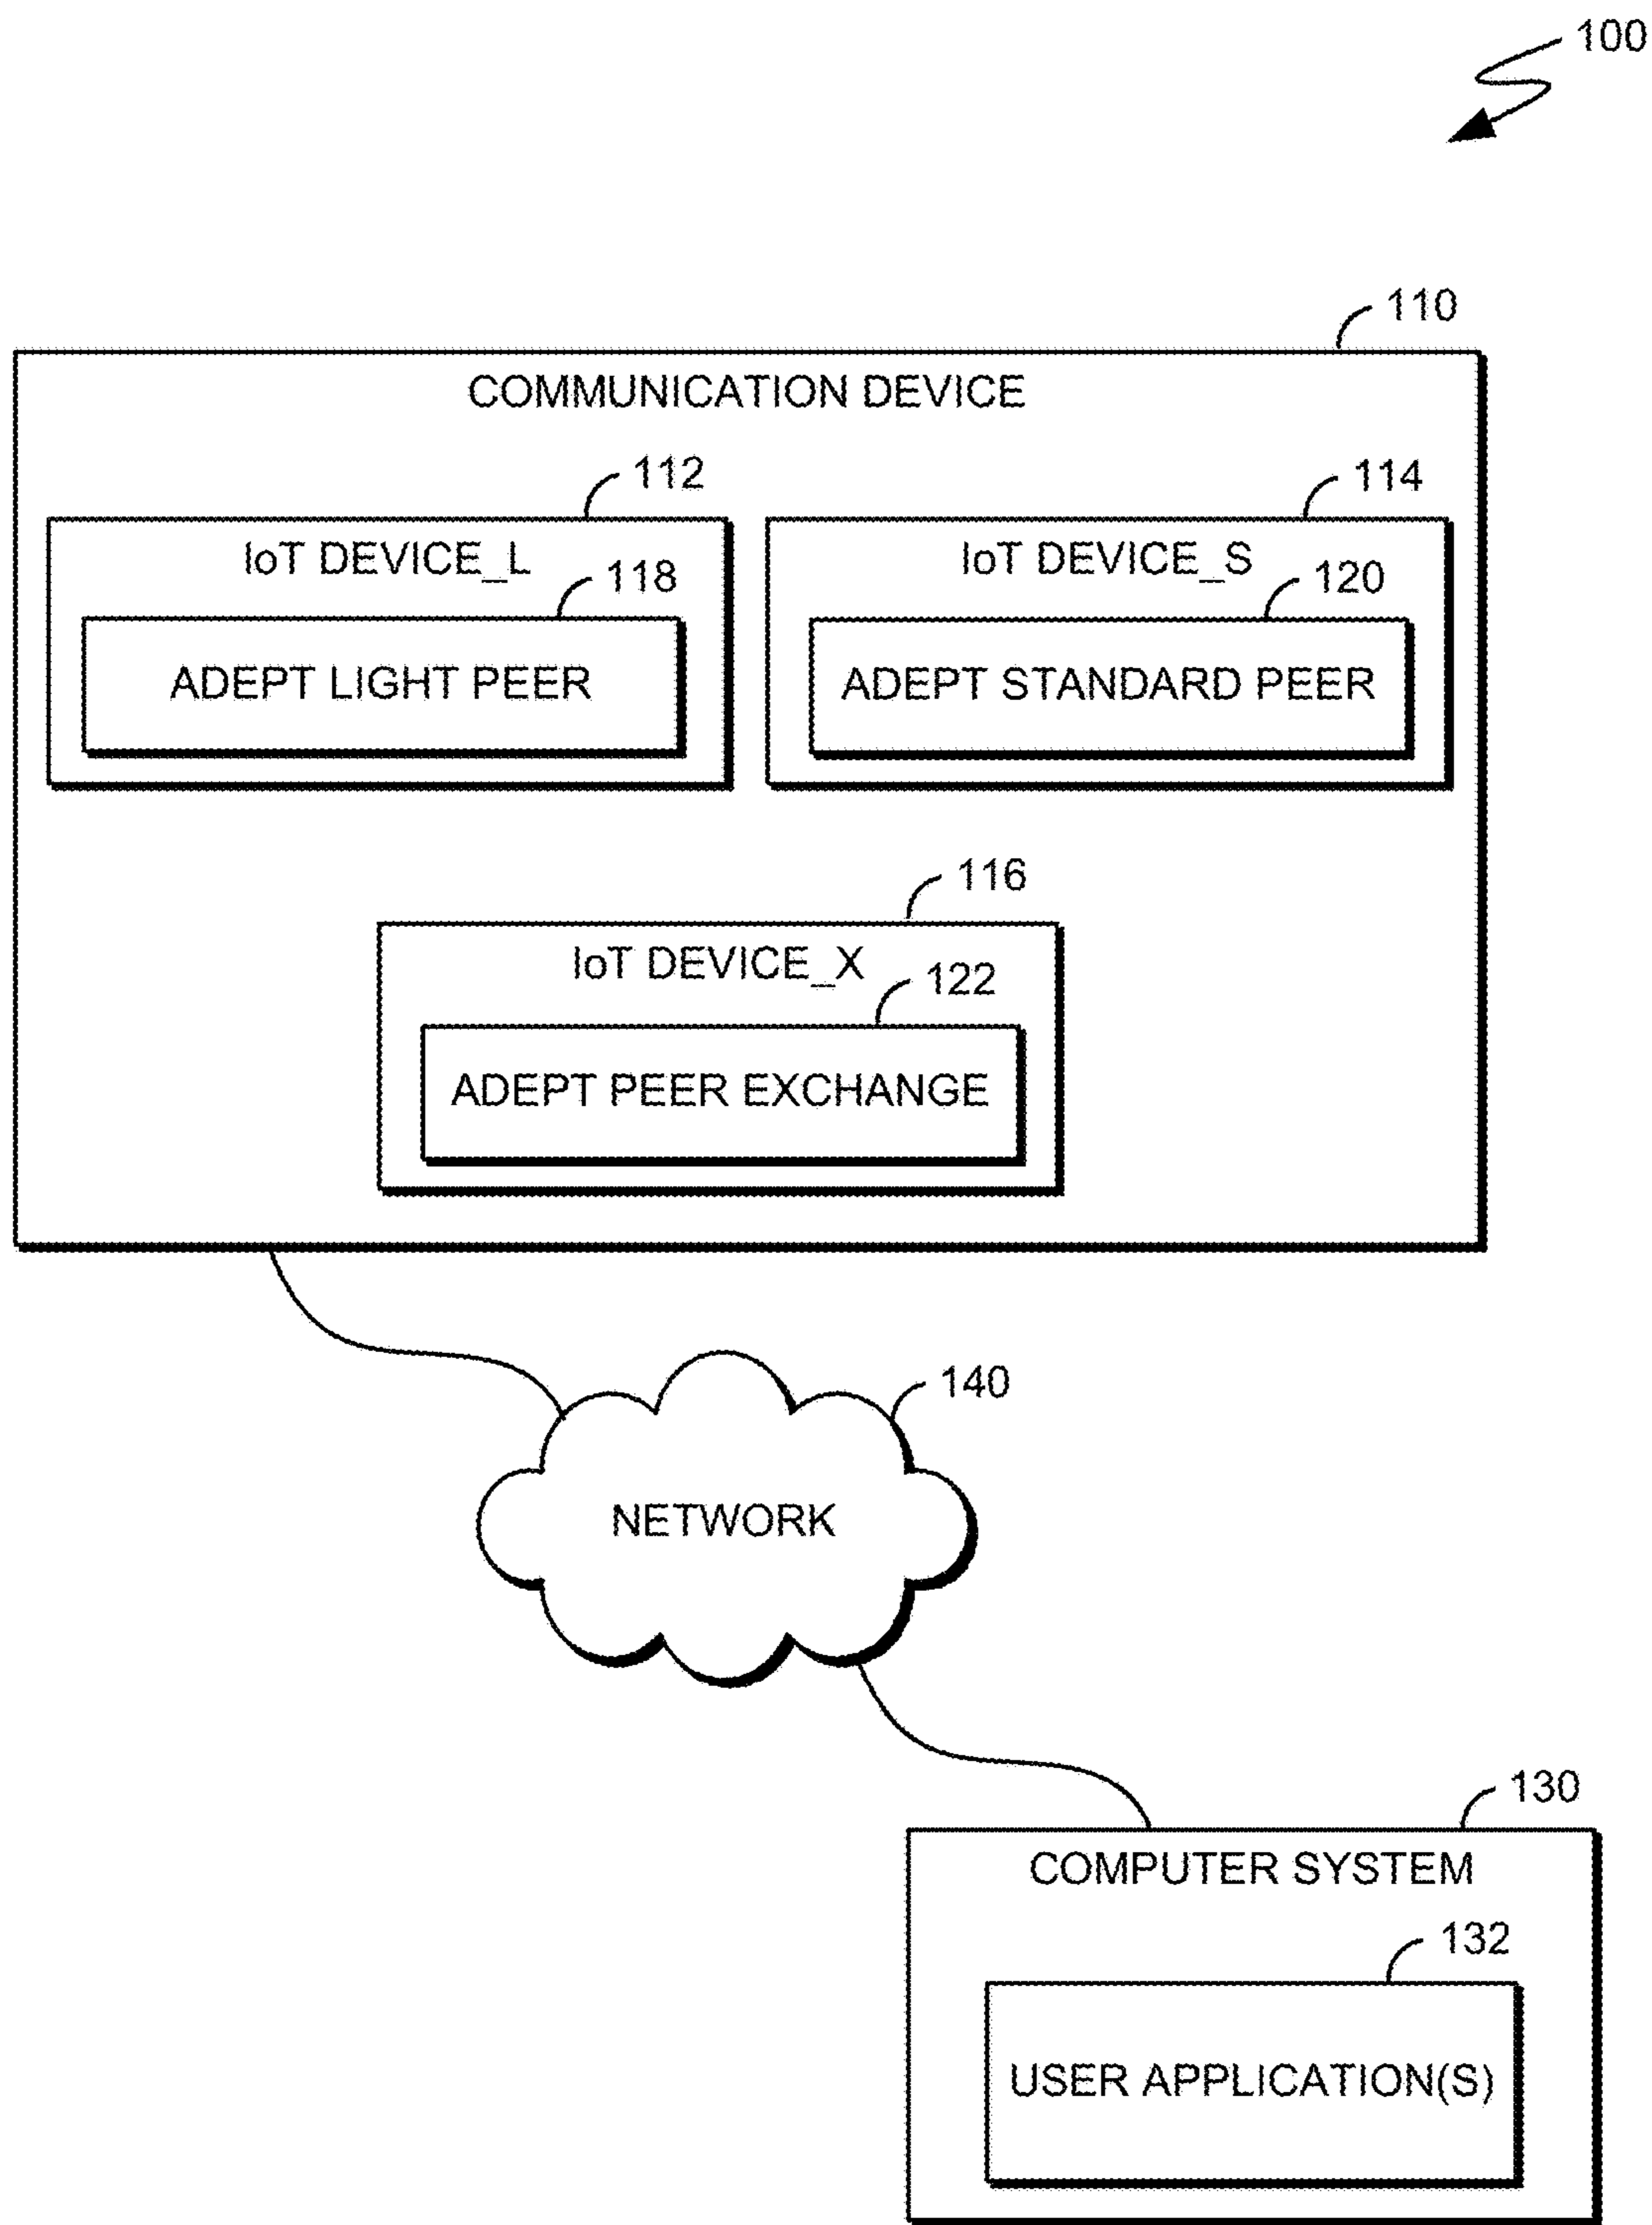 100
110
COMMUNICATION DEVICE
112
114
IoT DEVICE_L
IoT DEVICE_S
118
120
ADEPT LIGHT PEER
ADEPT STANDARD PEER
116
IoT DEVICE_X
122
ADEPT PEER EXCHANGE
140
NETWORK
130
COMPUTER SYSTEM
132
USER APPLICATION(S)